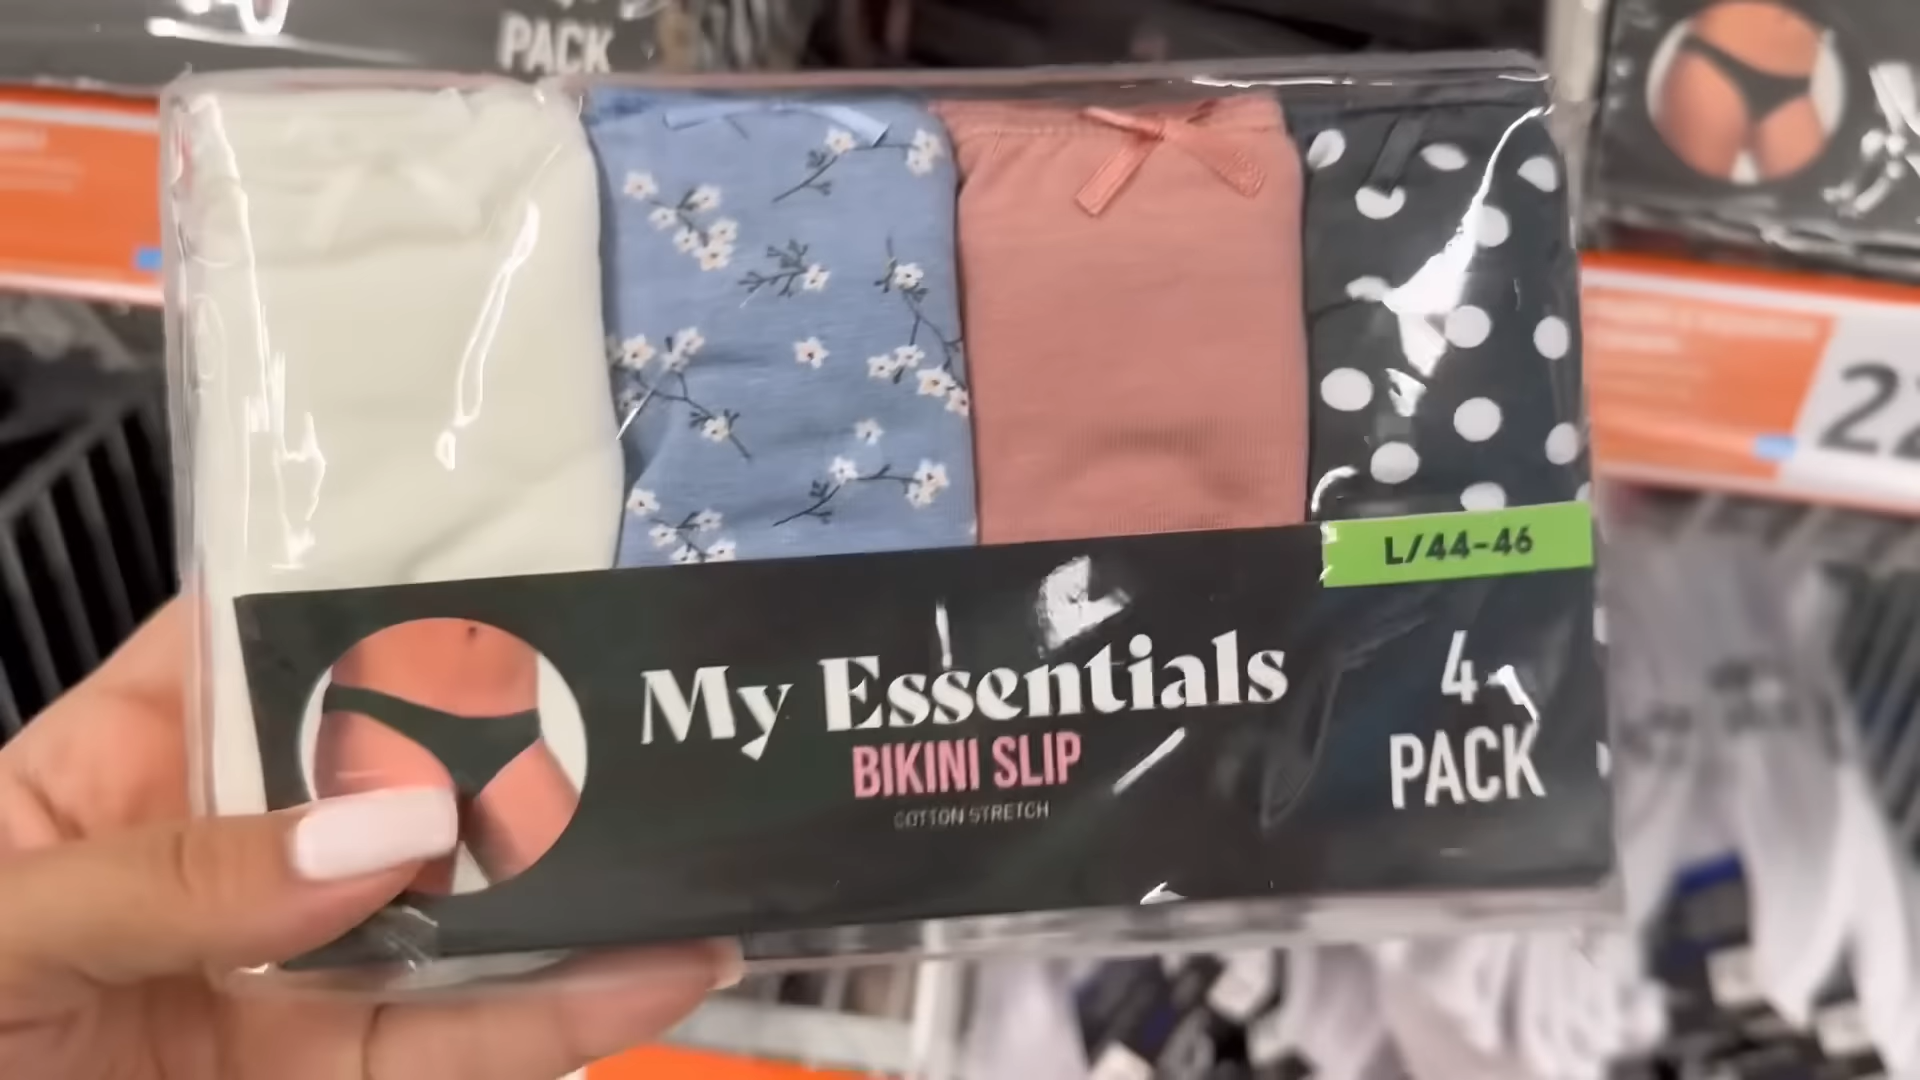 PACK
L/44-46
My Essentials
BIKINI SLIP
COTTON STRETCH
4-
PACK